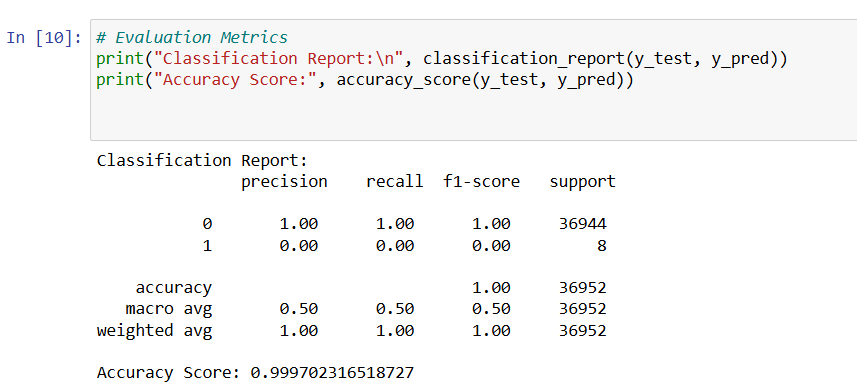 In [10]: # Evaluation Metrics
print("Classification Report:\n", classification_report(y_test, y_pred))
print("Accuracy Score:", accuracy_score(y_test, y_pred))
Classification Report:
precision recall f1-score support
0 1.00 1.00 1.00 36944
1 0.00 0.00 0.00 8
accuracy 1.00 36952
macro avg 0.50 0.50 0.50 36952
weighted avg 1.00 1.00 1.00 36952
Accuracy Score: 0.999702316518727